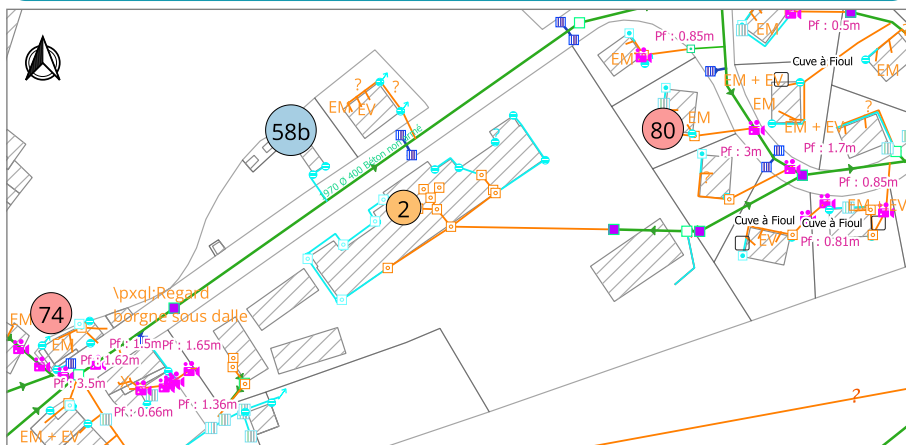 Pf : 0.85m
EM
Pf : 0.5m
EM
EM
Cuve à Fioul
EM + EV
?
?
EM EV
EM
?
58b
EM
80
EM + EV
Pf : 3m
Pf : 1.7m
970 Ø 400 Béton non
?
Pf : 0.85m
2
Cuve à Fioul
Cuve à Fioul
EV
Pf : 0.81m
\pxql;Regard
borgne sous dalle
74
EM
EM
Pf : 1.5m
Pf : 1.65m
Pf : 1.62m
Pf : 3.5m
Pf : 0.66m
Pf : 1.36m
EM + EV
?